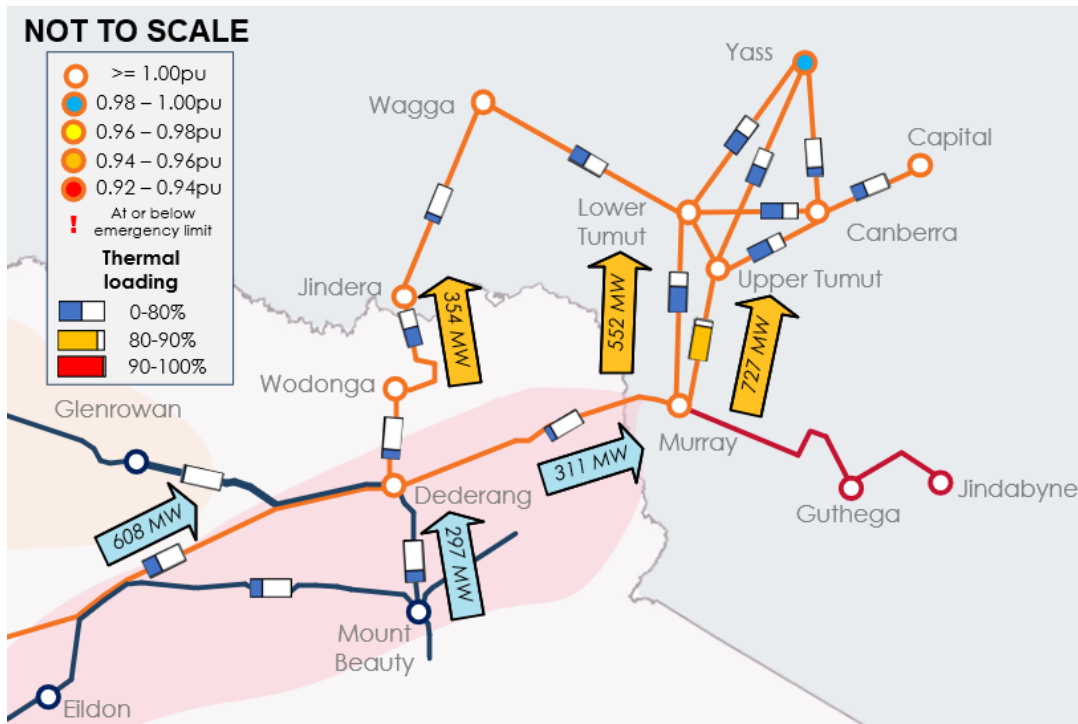 NOT TO SCALE
>= 1.00pu
0.98 – 1.00pu
0.96 – 0.98pu
0.94 – 0.96pu
0.92 – 0.94pu
! At or below
emergency limit
Thermal
loading
0-80%
80-90%
90-100%
Yass
Wagga
Capital
Lower
Tumut
Canberra
Upper Tumut
Jindera
354 MW
552 MW
727 MW
Wodonga
Glenrowan
Murray
311 MW
Dederang
Guthega
Jindabyne
608 MW
297 MW
Mount
Beauty
Eildon